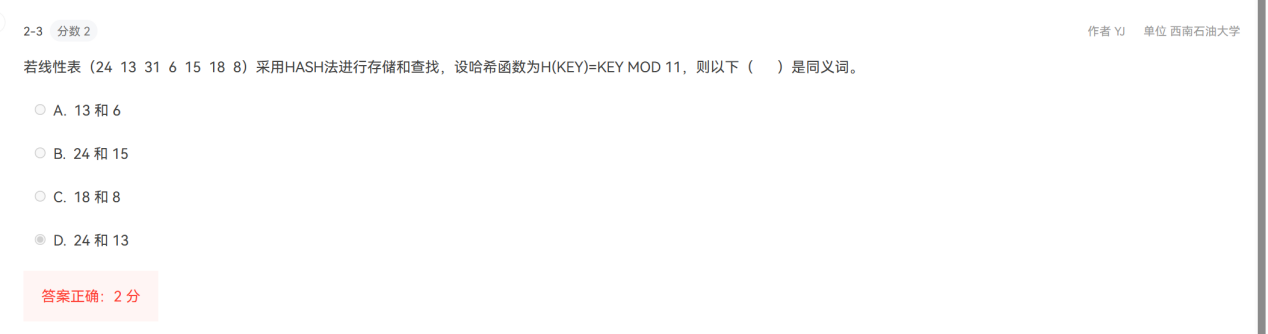 2-3 分数 2 作者 YJ 单位 西南石油大学
若线性表（24 13 31 6 15 18 8）采用HASH法进行存储和查找，设哈希函数为H(KEY)=KEY MOD 11，则以下（ ）是同义词。
A. 13 和 6
B. 24 和 15
C. 18 和 8
D. 24 和 13
答案正确：2 分